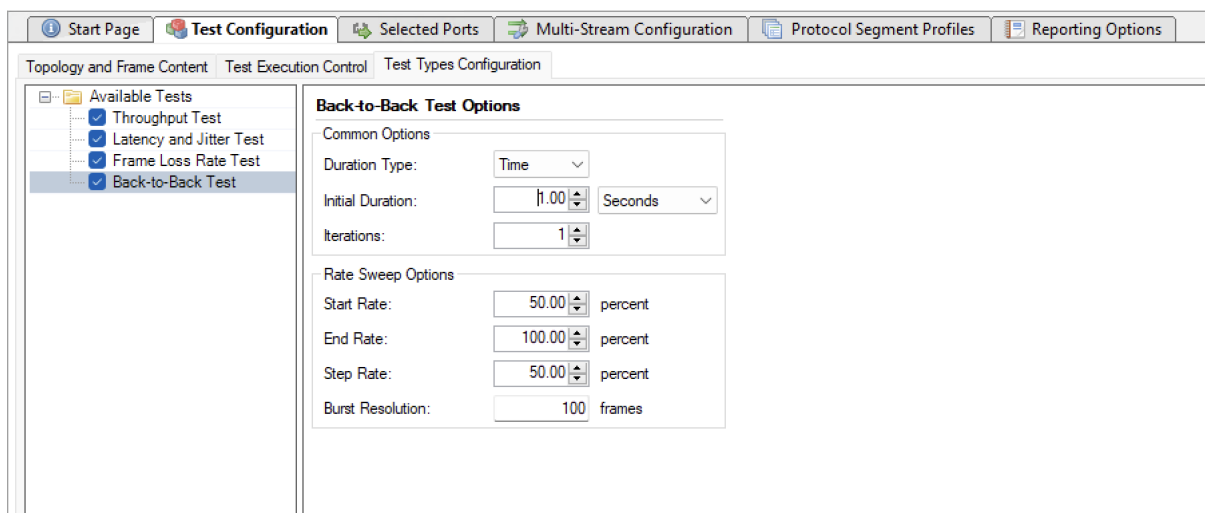 Start Page Test Configuration Selected Ports Multi-Stream Configuration Protocol Segment Profiles Reporting Options
Topology and Frame Content Test Execution Control Test Types Configuration
Available Tests
Throughput Test
Latency and Jitter Test
Frame Loss Rate Test
Back-to-Back Test
Back-to-Back Test Options
Common Options
Duration Type: Time
Initial Duration: 1.00 Seconds
Iterations: 1
Rate Sweep Options
Start Rate: 50.00 percent
End Rate: 100.00 percent
Step Rate: 50.00 percent
Burst Resolution: 100 frames